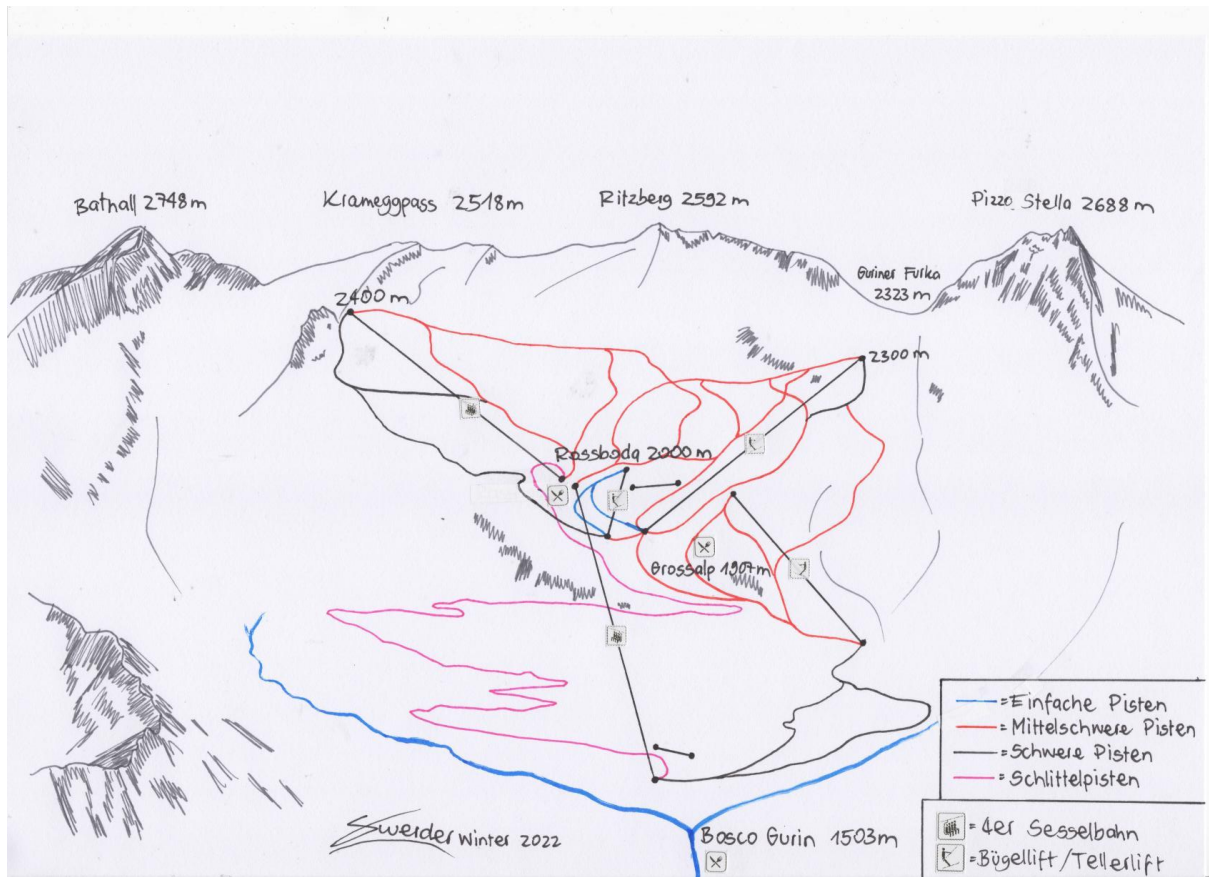 Bathall 2748 m
Krameggpass 2518 m
Ritzberg 2592 m
Pizzo Stella 2688 m
Guriner Furka
2323 m
2400 m
2300 m
Rossboda 2000 m
Grossalp 1907 m
= Einfache Pisten
= Mittelschwere Pisten
= Schwere Pisten
= Schlittelpisten
= 4er Sesselbahn
= Bügellift/Tellerlift
Swerder Winter 2022
Bosco Gurin 1503 m